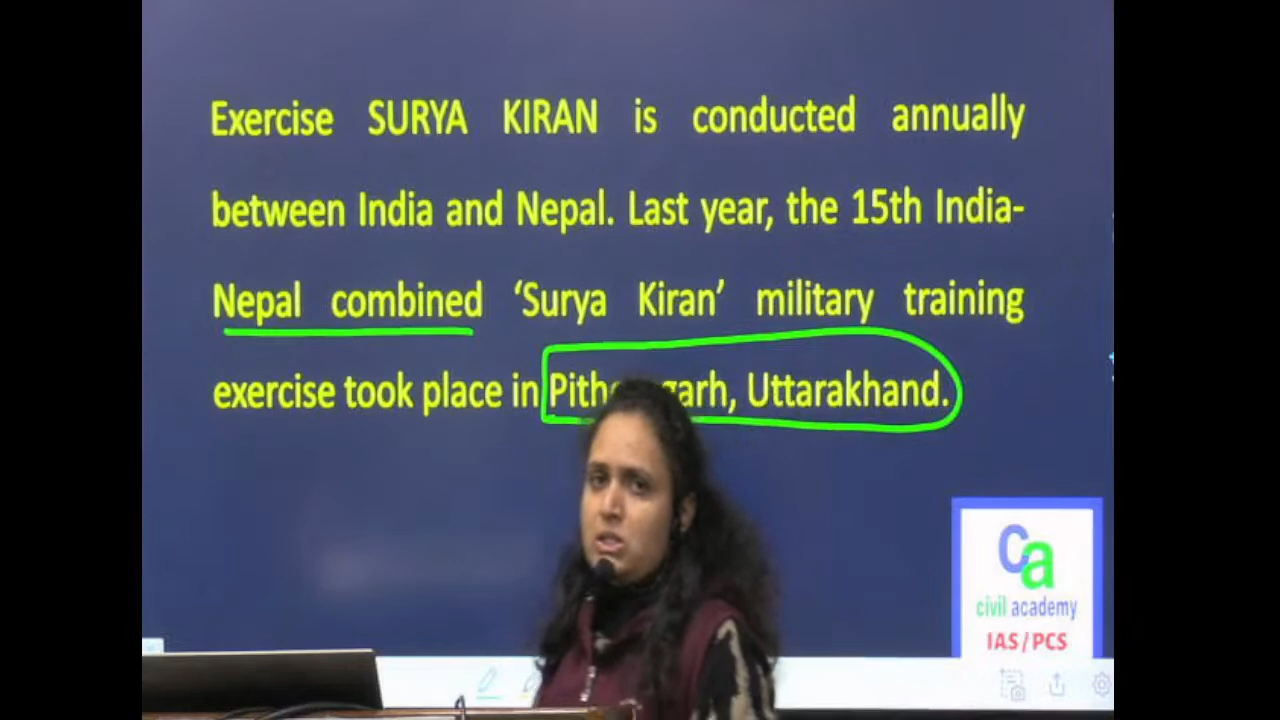 Exercise SURYA KIRAN is conducted annually
between India and Nepal. Last year, the 15th India-
Nepal combined ‘Surya Kiran’ military training
exercise took place in Uttarakhand.
ca
civil academy
IAS/PCS